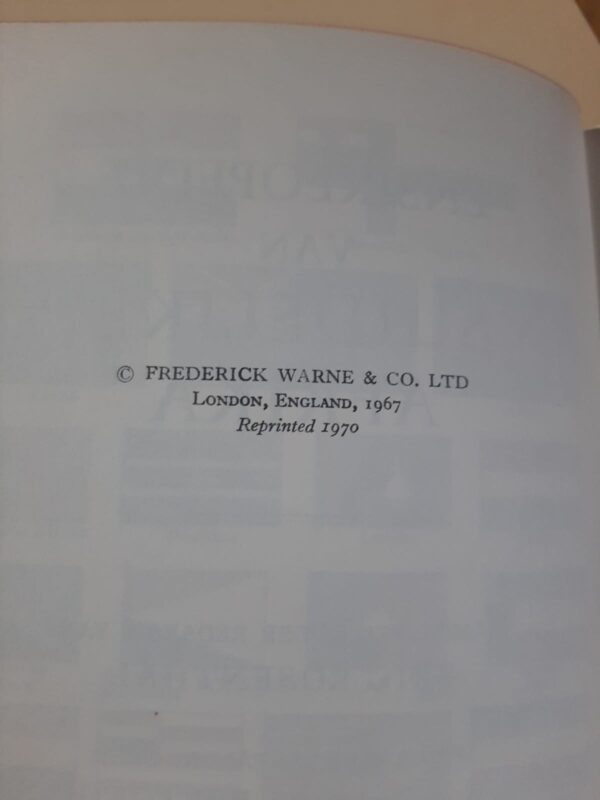 © FREDERICK WARNE & CO. LTD
LONDON, ENGLAND, 1967
Reprinted 1970